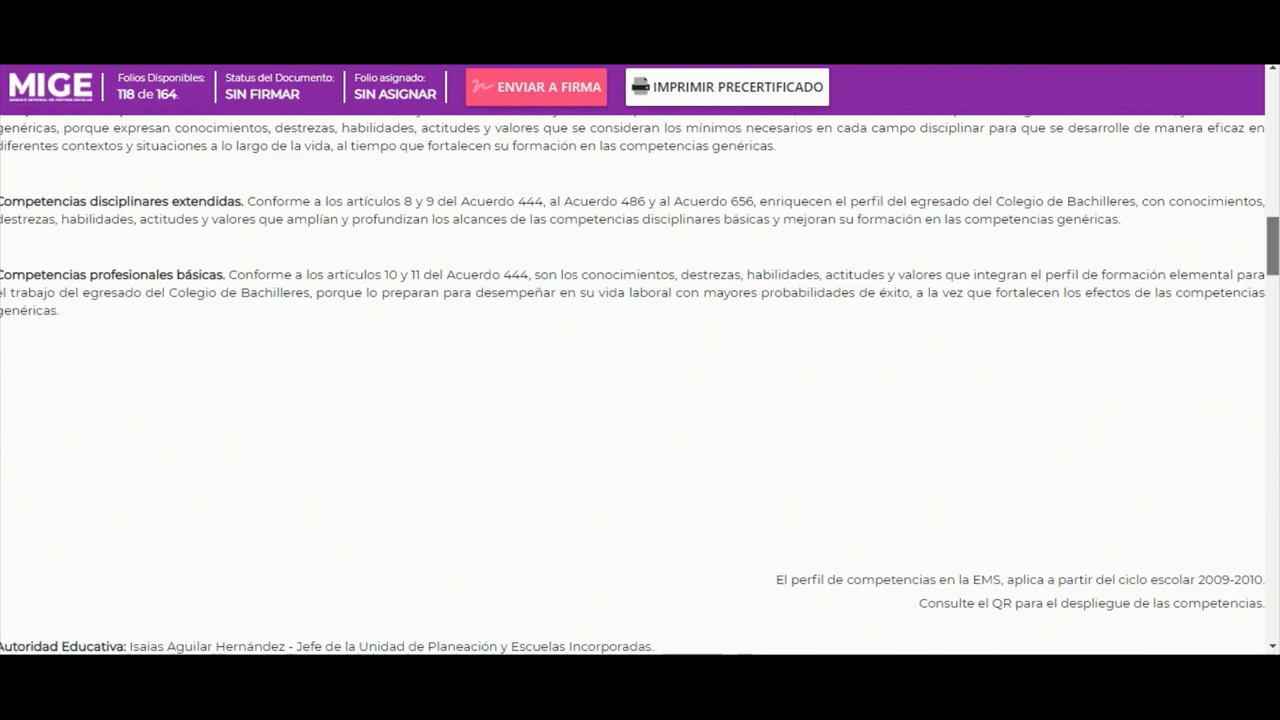 MIGE
MÓDULO INTEGRAL DE GESTIÓN ESCOLAR
Folios Disponibles:
118 de 164.
Status del Documento:
SIN FIRMAR
Folio asignado:
SIN ASIGNAR
ENVIAR A FIRMA
IMPRIMIR PRECERTIFICADO
genéricas, porque expresan conocimientos, destrezas, habilidades, actitudes y valores que se consideran los mínimos necesarios en cada campo disciplinar para que se desarrolle de manera eficaz en
diferentes contextos y situaciones a lo largo de la vida, al tiempo que fortalecen su formación en las competencias genéricas.
Competencias disciplinares extendidas. Conforme a los artículos 8 y 9 del Acuerdo 444, al Acuerdo 486 y al Acuerdo 656, enriquecen el perfil del egresado del Colegio de Bachilleres, con conocimientos,
destrezas, habilidades, actitudes y valores que amplían y profundizan los alcances de las competencias disciplinares básicas y mejoran su formación en las competencias genéricas.
Competencias profesionales básicas. Conforme a los artículos 10 y 11 del Acuerdo 444, son los conocimientos, destrezas, habilidades, actitudes y valores que integran el perfil de formación elemental para
el trabajo del egresado del Colegio de Bachilleres, porque lo preparan para desempeñar en su vida laboral con mayores probabilidades de éxito, a la vez que fortalecen los efectos de las competencias
genéricas.
El perfil de competencias en la EMS, aplica a partir del ciclo escolar 2009-2010.
Consulte el QR para el despliegue de las competencias.
Autoridad Educativa: Isaías Aguilar Hernández - Jefe de la Unidad de Planeación y Escuelas Incorporadas.